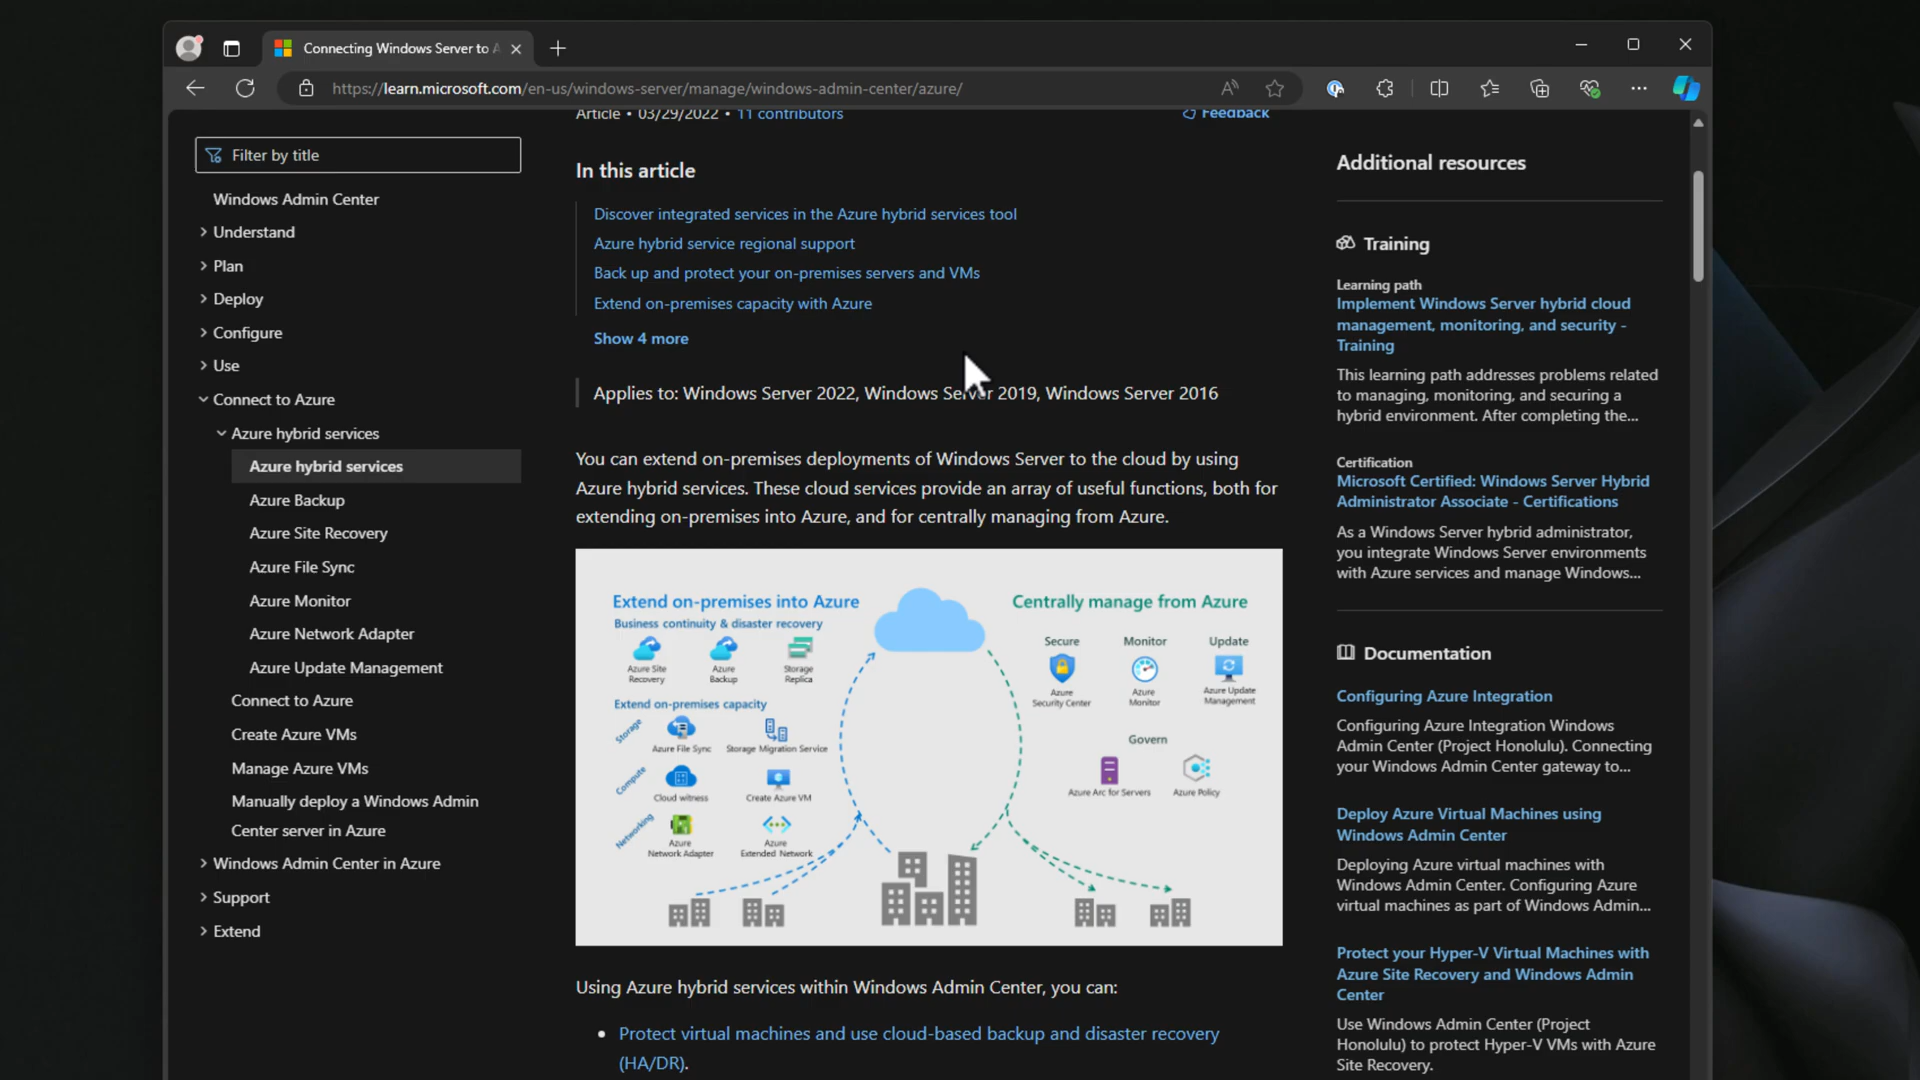 Connecting Windows Server to A
https://learn.microsoft.com/en-us/windows-server/manage/windows-admin-center/azure/
Filter by title
Windows Admin Center
Understand
Plan
Deploy
Configure
Use
Connect to Azure
Azure hybrid services
Azure hybrid services
Azure Backup
Azure Site Recovery
Azure File Sync
Azure Monitor
Azure Network Adapter
Azure Update Management
Connect to Azure
Create Azure VMs
Manage Azure VMs
Manually deploy a Windows Admin
Center server in Azure
Windows Admin Center in Azure
Support
Extend
Article • 03/29/2022 • 11 contributors
Feedback
In this article
Discover integrated services in the Azure hybrid services tool
Azure hybrid service regional support
Back up and protect your on-premises servers and VMs
Extend on-premises capacity with Azure
Show 4 more
Applies to: Windows Server 2022, Windows Server 2019, Windows Server 2016
You can extend on-premises deployments of Windows Server to the cloud by using
Azure hybrid services. These cloud services provide an array of useful functions, both for
extending on-premises into Azure, and for centrally managing from Azure.
Extend on-premises into Azure
Business continuity & disaster recovery
Azure Site
Recovery
Azure
Backup
Storage
Replica
Extend on-premises capacity
Storage
Azure File Sync
Storage Migration Service
Compute
Cloud witness
Create Azure VM
Networking
Azure
Network Adapter
Azure
Extended Network
Centrally manage from Azure
Secure
Monitor
Update
Azure
Security Center
Azure
Monitor
Azure Update
Management
Govern
Azure Arc for Servers
Azure Policy
Using Azure hybrid services within Windows Admin Center, you can:
• Protect virtual machines and use cloud-based backup and disaster recovery
(HA/DR).
Additional resources
Training
Learning path
Implement Windows Server hybrid cloud
management, monitoring, and security -
Training
This learning path addresses problems related
to managing, monitoring, and securing a
hybrid environment. After completing the...
Certification
Microsoft Certified: Windows Server Hybrid
Administrator Associate - Certifications
As a Windows Server hybrid administrator,
you integrate Windows Server environments
with Azure services and manage Windows...
Documentation
Configuring Azure Integration
Configuring Azure Integration Windows
Admin Center (Project Honolulu). Connecting
your Windows Admin Center gateway to...
Deploy Azure Virtual Machines using
Windows Admin Center
Deploying Azure virtual machines with
Windows Admin Center. Configuring Azure
virtual machines as part of Windows Admin...
Protect your Hyper-V Virtual Machines with
Azure Site Recovery and Windows Admin
Center
Use Windows Admin Center (Project
Honolulu) to protect Hyper-V VMs with Azure
Site Recovery.